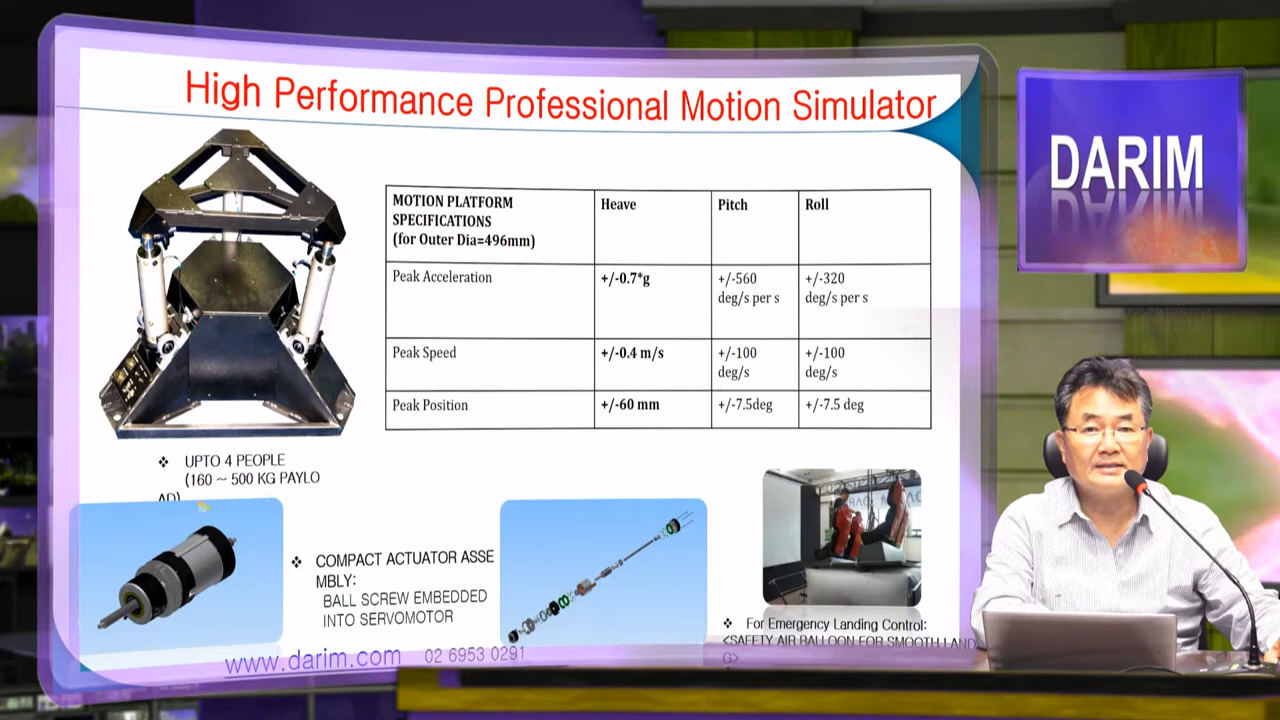 High Performance Professional Motion Simulator
DARIM
MOTION PLATFORM
SPECIFICATIONS
(for Outer Dia=496mm)
Heave
Pitch
Roll
Peak Acceleration
+/-0.7*g
+/-560
deg/s per s
+/-320
deg/s per s
Peak Speed
+/-0.4 m/s
+/-100
deg/s
+/-100
deg/s
Peak Position
+/-60 mm
+/-7.5deg
+/-7.5 deg
❖ UPTO 4 PEOPLE
(160 ~ 500 KG PAYLO
AD)
❖ COMPACT ACTUATOR ASSE
MBLY:
BALL SCREW EMBEDDED
INTO SERVOMOTOR
❖ For Emergency Landing Control:
<SAFETY AIR BALLOON FOR SMOOTH LAND
G>
www.darim.com 02 6953 0291